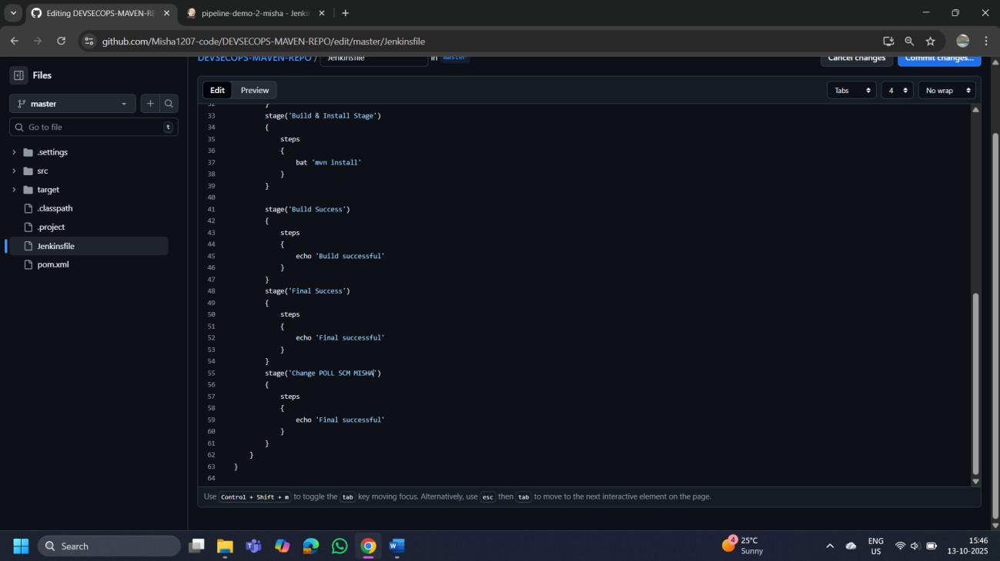 Editing DEVSECOPS-MAVEN-RE
pipeline-demo-2-misha - Jenki
github.com/Misha1207-code/DEVSECOPS-MAVEN-REPO/edit/master/Jenkinsfile
Files
DEVSECOPS-MAVEN-REPO / Jenkinsfile in master
Cancel changes
Commit changes...
master
Edit
Preview
Tabs
4
No wrap
Go to file
t
.settings
src
target
.classpath
.project
Jenkinsfile
pom.xml
32 }
33 stage('Build & Install Stage')
34 {
35 steps
36 {
37 bat 'mvn install'
38 }
39 }
40
41 stage('Build Success')
42 {
43 steps
44 {
45 echo 'Build successful'
46 }
47 }
48 stage('Final Success')
49 {
50 steps
51 {
52 echo 'Final successful'
53 }
54 }
55 stage('Change POLL SCM MISHA')
56 {
57 steps
58 {
59 echo 'Final successful'
60 }
61 }
62 }
63 }
64
Use Control + Shift + m to toggle the tab key moving focus. Alternatively, use esc then tab to move to the next interactive element on the page.
Search
4
25°C
Sunny
ENG
US
15:46
13-10-2025